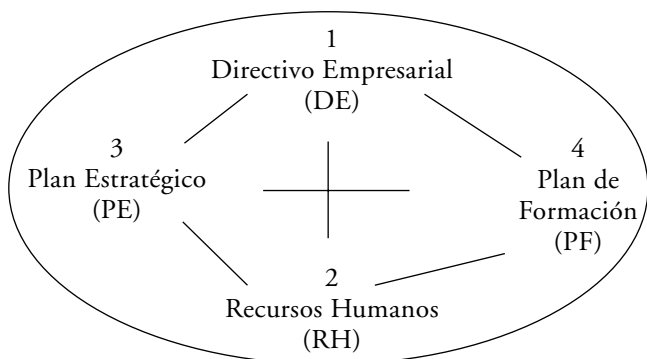 1
Directivo Empresarial
(DE)
3
Plan Estratégico
(PE)
4
Plan de
Formación
(PF)
2
Recursos Humanos
(RH)